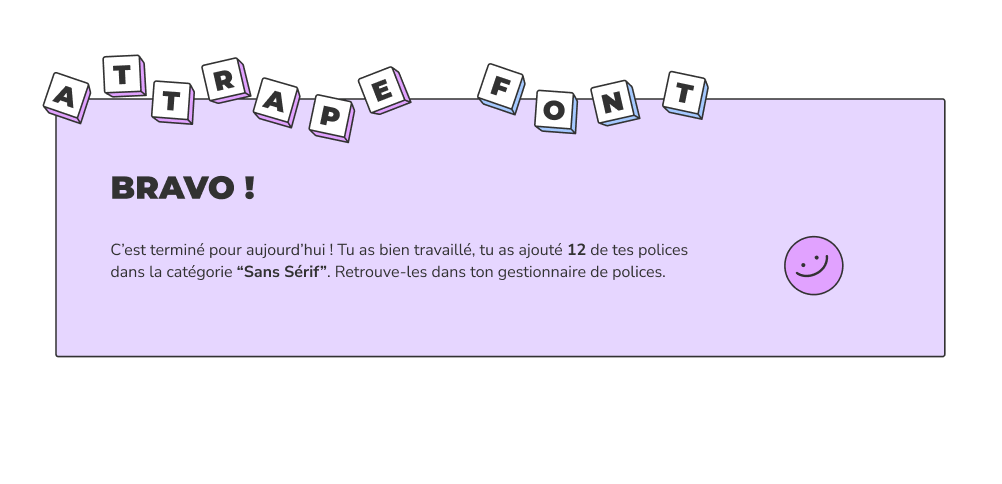 ATTRAPE FONT
BRAVO !
C’est terminé pour aujourd’hui ! Tu as bien travaillé, tu as ajouté 12 de tes polices
dans la catégorie “Sans Sérif”. Retrouve-les dans ton gestionnaire de polices.